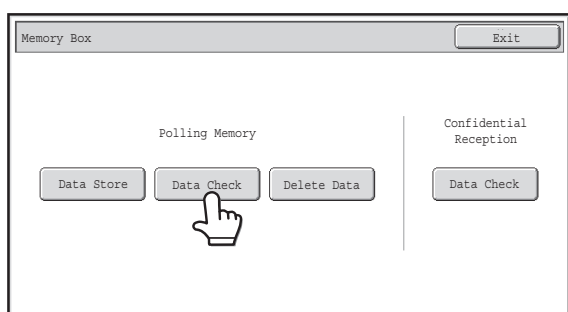 Memory Box
Exit
Polling Memory
Data Store
Data Check
Delete Data
Confidential
Reception
Data Check